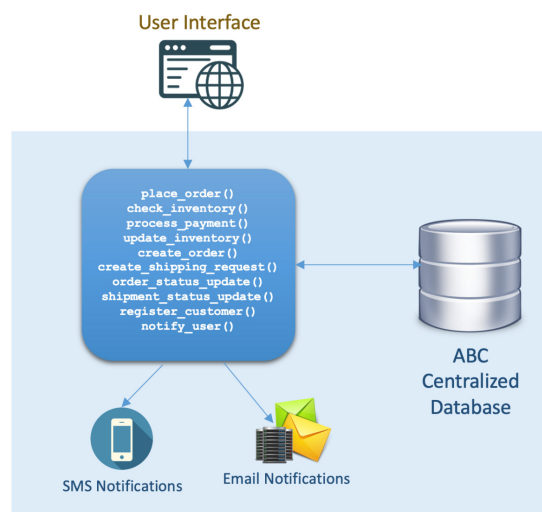 User Interface
place_order()
check_inventory()
process_payment()
update_inventory()
create_order()
create_shipping_request()
order_status_update()
shipment_status_update()
register_customer()
notify_user()
ABC
Centralized
Database
SMS Notifications
Email Notifications